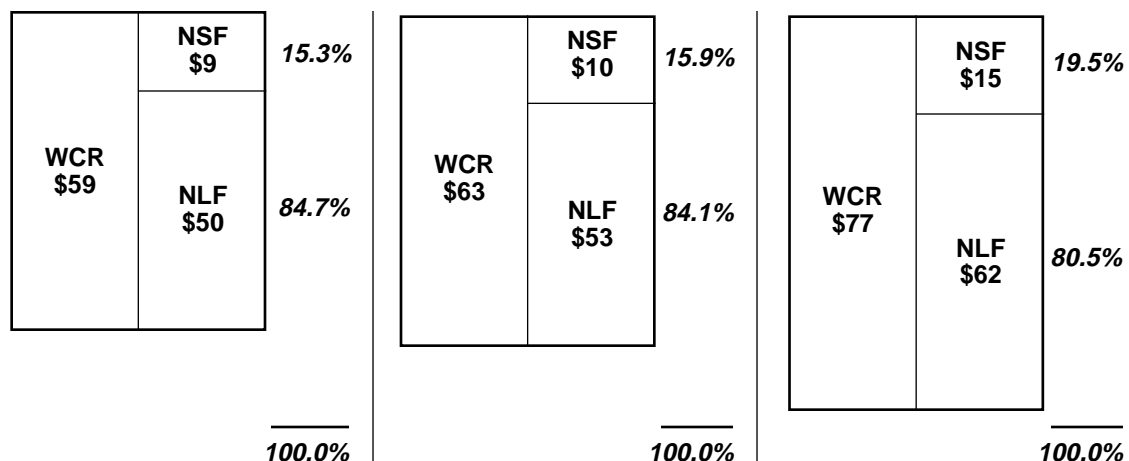 WCR
$59
NSF
$9
15.3%
NLF
$50
84.7%
100.0%
WCR
$63
NSF
$10
15.9%
NLF
$53
84.1%
100.0%
WCR
$77
NSF
$15
19.5%
NLF
$62
80.5%
100.0%